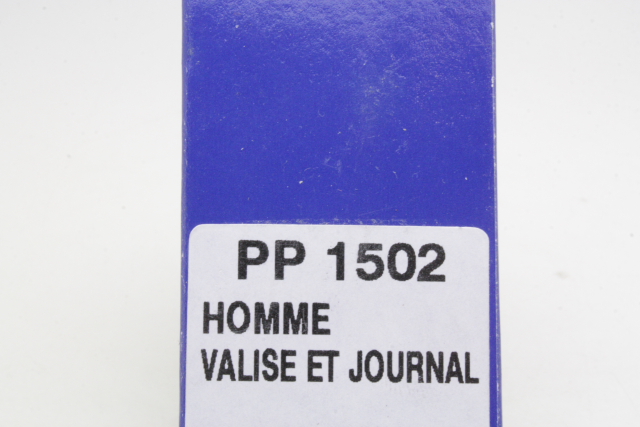 PP 1502
HOMME
VALISE ET JOURNAL